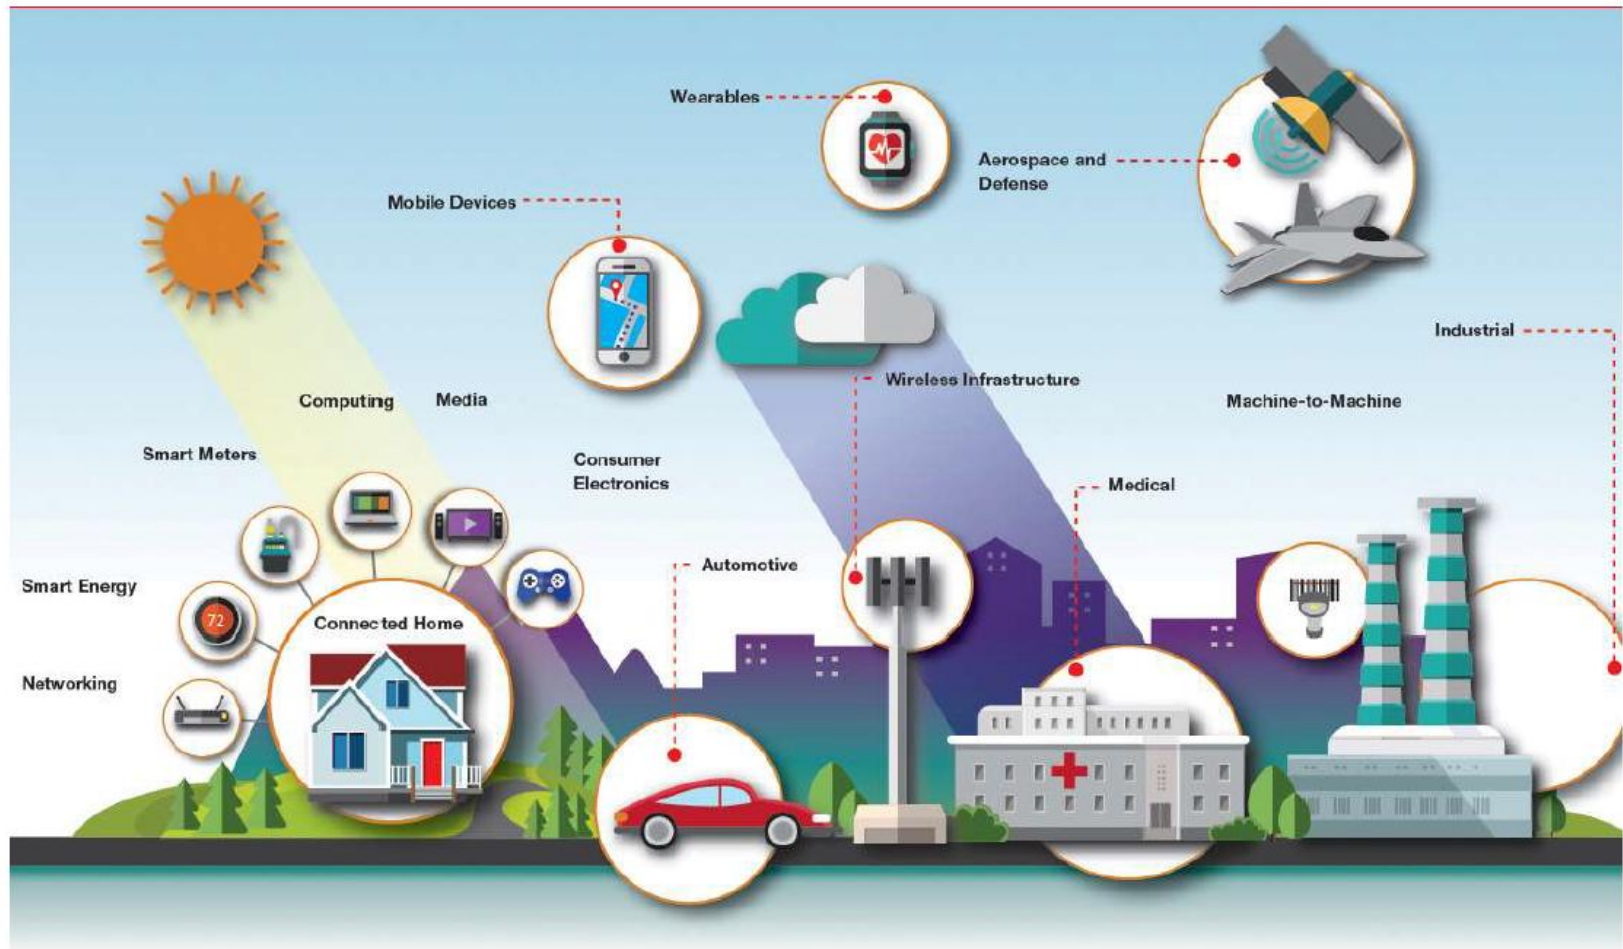 Wearables
Aerospace and
Defense
Mobile Devices
Industrial
Wireless Infrastructure
Computing
Media
Machine-to-Machine
Smart Meters
Consumer
Electronics
Medical
Automotive
Smart Energy
72
Connected Home
Networking